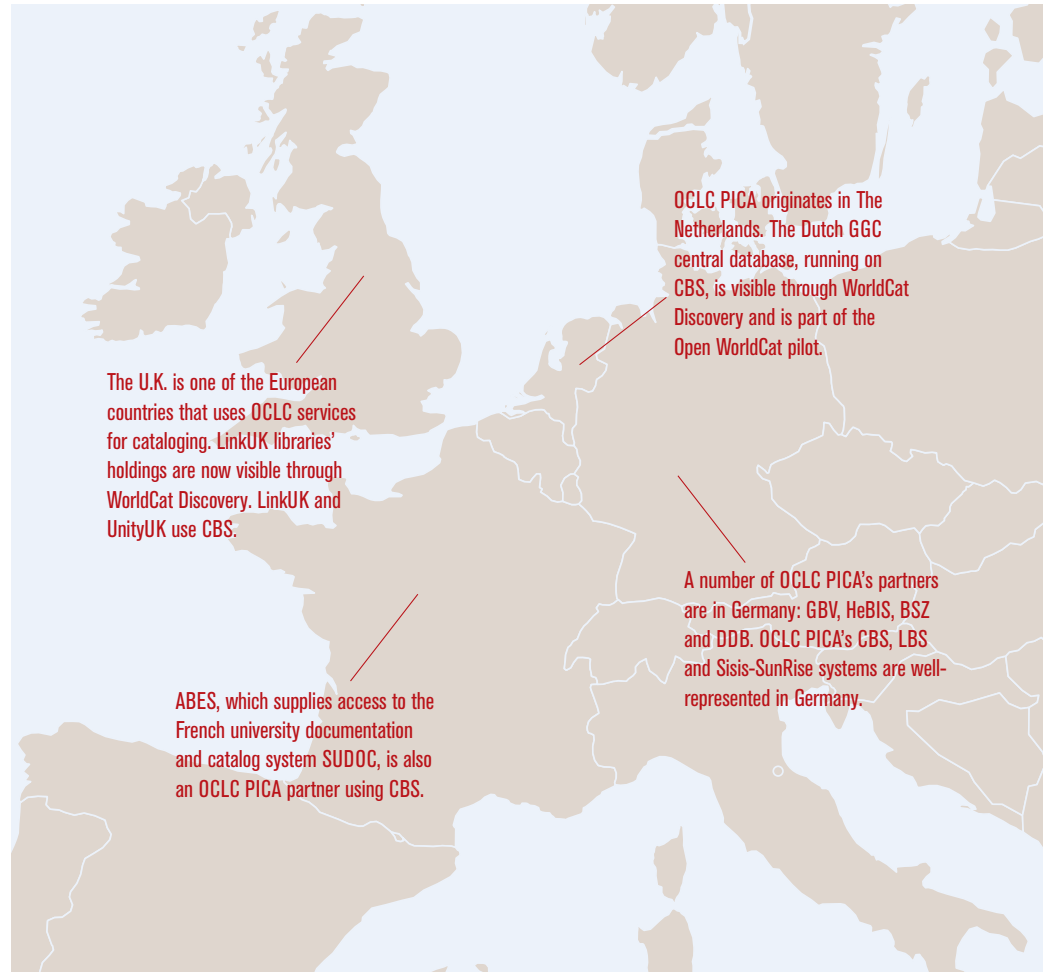 OCLC PICA originates in The
Netherlands. The Dutch GGC
central database, running on
CBS, is visible through WorldCat
Discovery and is part of the
Open WorldCat pilot.
The U.K. is one of the European
countries that uses OCLC services
for cataloging. LinkUK libraries’
holdings are now visible through
WorldCat Discovery. LinkUK and
UnityUK use CBS.
A number of OCLC PICA’s partners
are in Germany: GBV, HeBIS, BSZ
and DDB. OCLC PICA’s CBS, LBS
and Sisis-SunRise systems are well-
represented in Germany.
ABES, which supplies access to the
French university documentation
and catalog system SUDOC, is also
an OCLC PICA partner using CBS.